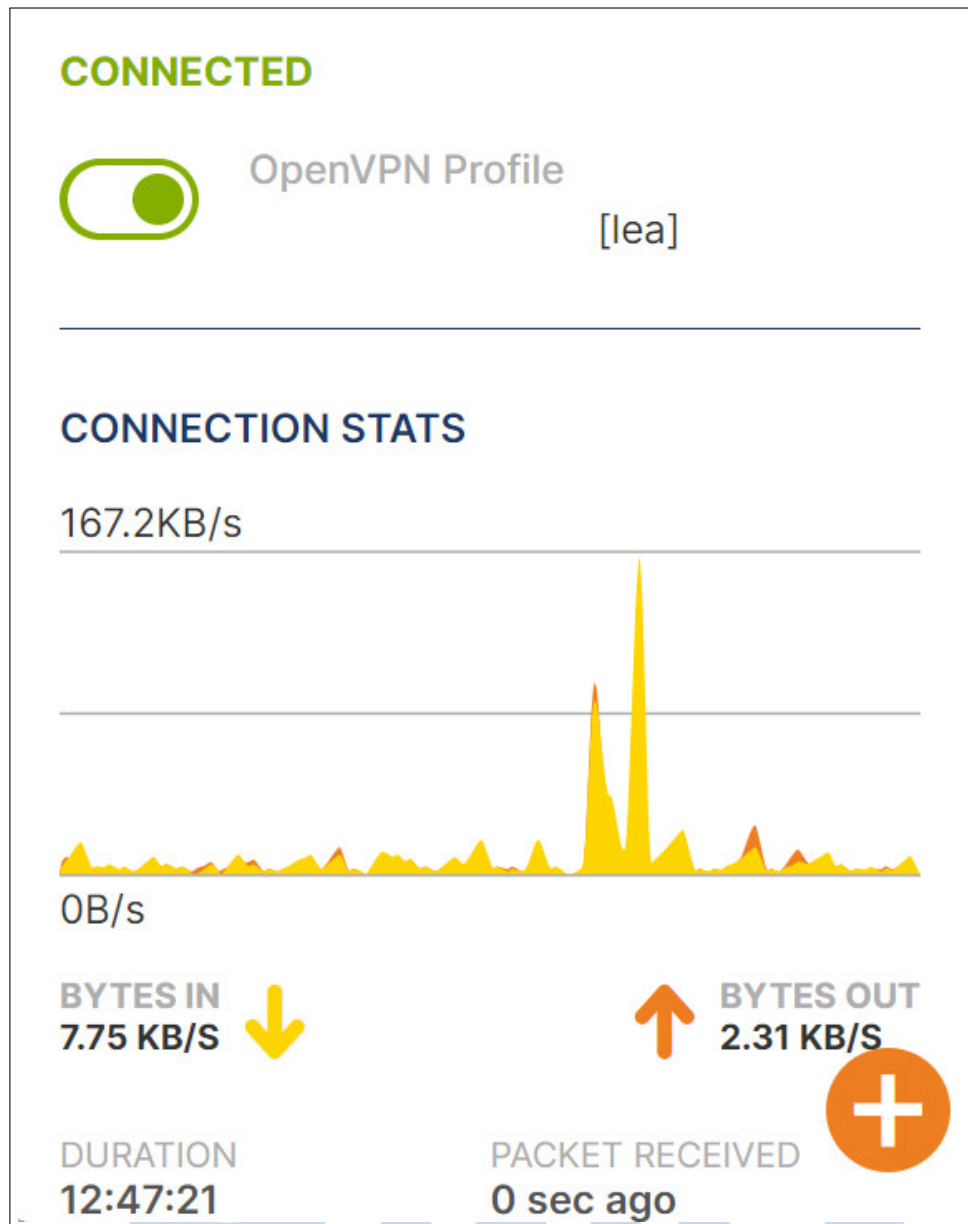 CONNECTED
OpenVPN Profile
[lea]
CONNECTION STATS
167.2KB/s
0B/s
BYTES IN
7.75 KB/S
BYTES OUT
2.31 KB/S
DURATION
12:47:21
PACKET RECEIVED
0 sec ago